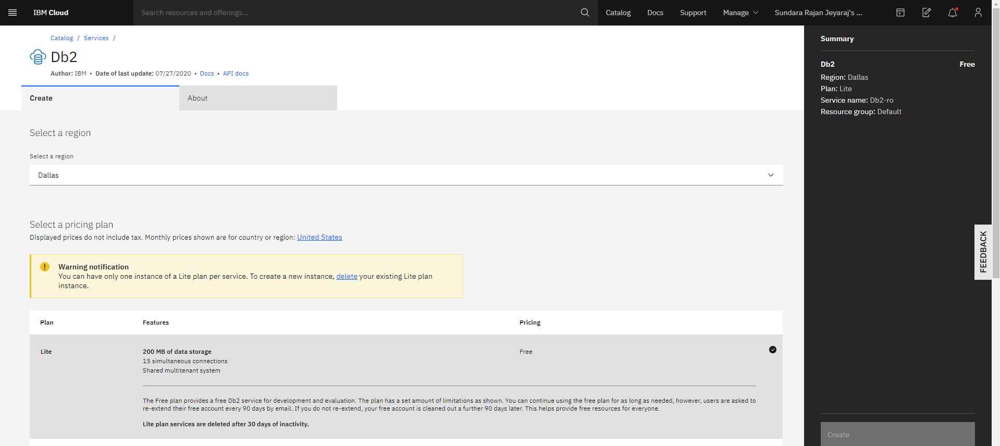 IBM Cloud
Search resources and offerings...
Catalog
Docs
Support
Manage
Sundara Rajan Jeyaraj's ...
Catalog / Services /
Db2
Author: IBM • Date of last update: 07/27/2020 • Docs • API docs
Create
About
Select a region
Select a region
Dallas
Select a pricing plan
Displayed prices do not include tax. Monthly prices shown are for country or region: United States
Warning notification
You can have only one instance of a Lite plan per service. To create a new instance, delete your existing Lite plan
instance.
Plan Features Pricing
Lite
200 MB of data storage
Free
15 simultaneous connections
Shared multitenant system
The Free plan provides a free Db2 service for development and evaluation. The plan has a set amount of limitations as shown. You can continue using the free plan for as long as needed, however, users are asked to
re-extend their free account every 90 days by email. If you do not re-extend, your free account is cleaned out a further 90 days later. This helps provide free resources for everyone.
Lite plan services are deleted after 30 days of inactivity.
Summary
Db2 Free
Region: Dallas
Plan: Lite
Service name: Db2-ro
Resource group: Default
FEEDBACK
Create